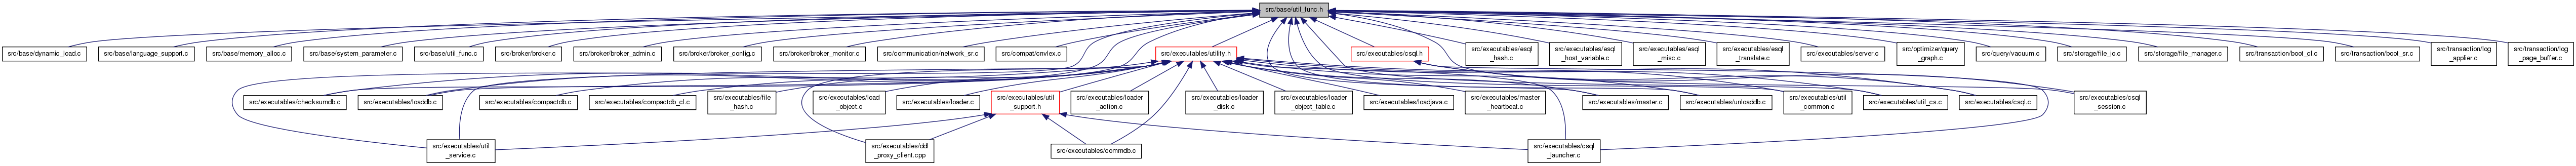 src/base/util_func.h
src/base/dynamic_load.c
src/base/language_support.c
src/base/memory_alloc.c
src/base/system_parameter.c
src/base/util_func.c
src/broker/broker.c
src/broker/broker_admin.c
src/broker/broker_config.c
src/broker/broker_monitor.c
src/communication/network_sr.c
src/compat/cnvlex.c
src/executables/utility.h
src/executables/csql.h
src/executables/esql
_hash.c
src/executables/esql
_host_variable.c
src/executables/esql
_misc.c
src/executables/esql
_translate.c
src/executables/server.c
src/optimizer/query
_graph.c
src/query/vacuum.c
src/storage/file_io.c
src/storage/file_manager.c
src/transaction/boot_cl.c
src/transaction/boot_sr.c
src/transaction/log
_applier.c
src/transaction/log
_page_buffer.c
src/executables/checksumdb.c
src/executables/loaddb.c
src/executables/compactdb.c
src/executables/compactdb_cl.c
src/executables/file
_hash.c
src/executables/load
_object.c
src/executables/loader.c
src/executables/util
_support.h
src/executables/loader
_action.c
src/executables/loader
_disk.c
src/executables/loader
_object_table.c
src/executables/loadjava.c
src/executables/master
_heartbeat.c
src/executables/master.c
src/executables/unloaddb.c
src/executables/util
_common.c
src/executables/util_cs.c
src/executables/csql.c
src/executables/csql
_session.c
src/executables/util
_service.c
src/executables/ddl
_proxy_client.cpp
src/executables/commdb.c
src/executables/csql
_launcher.c